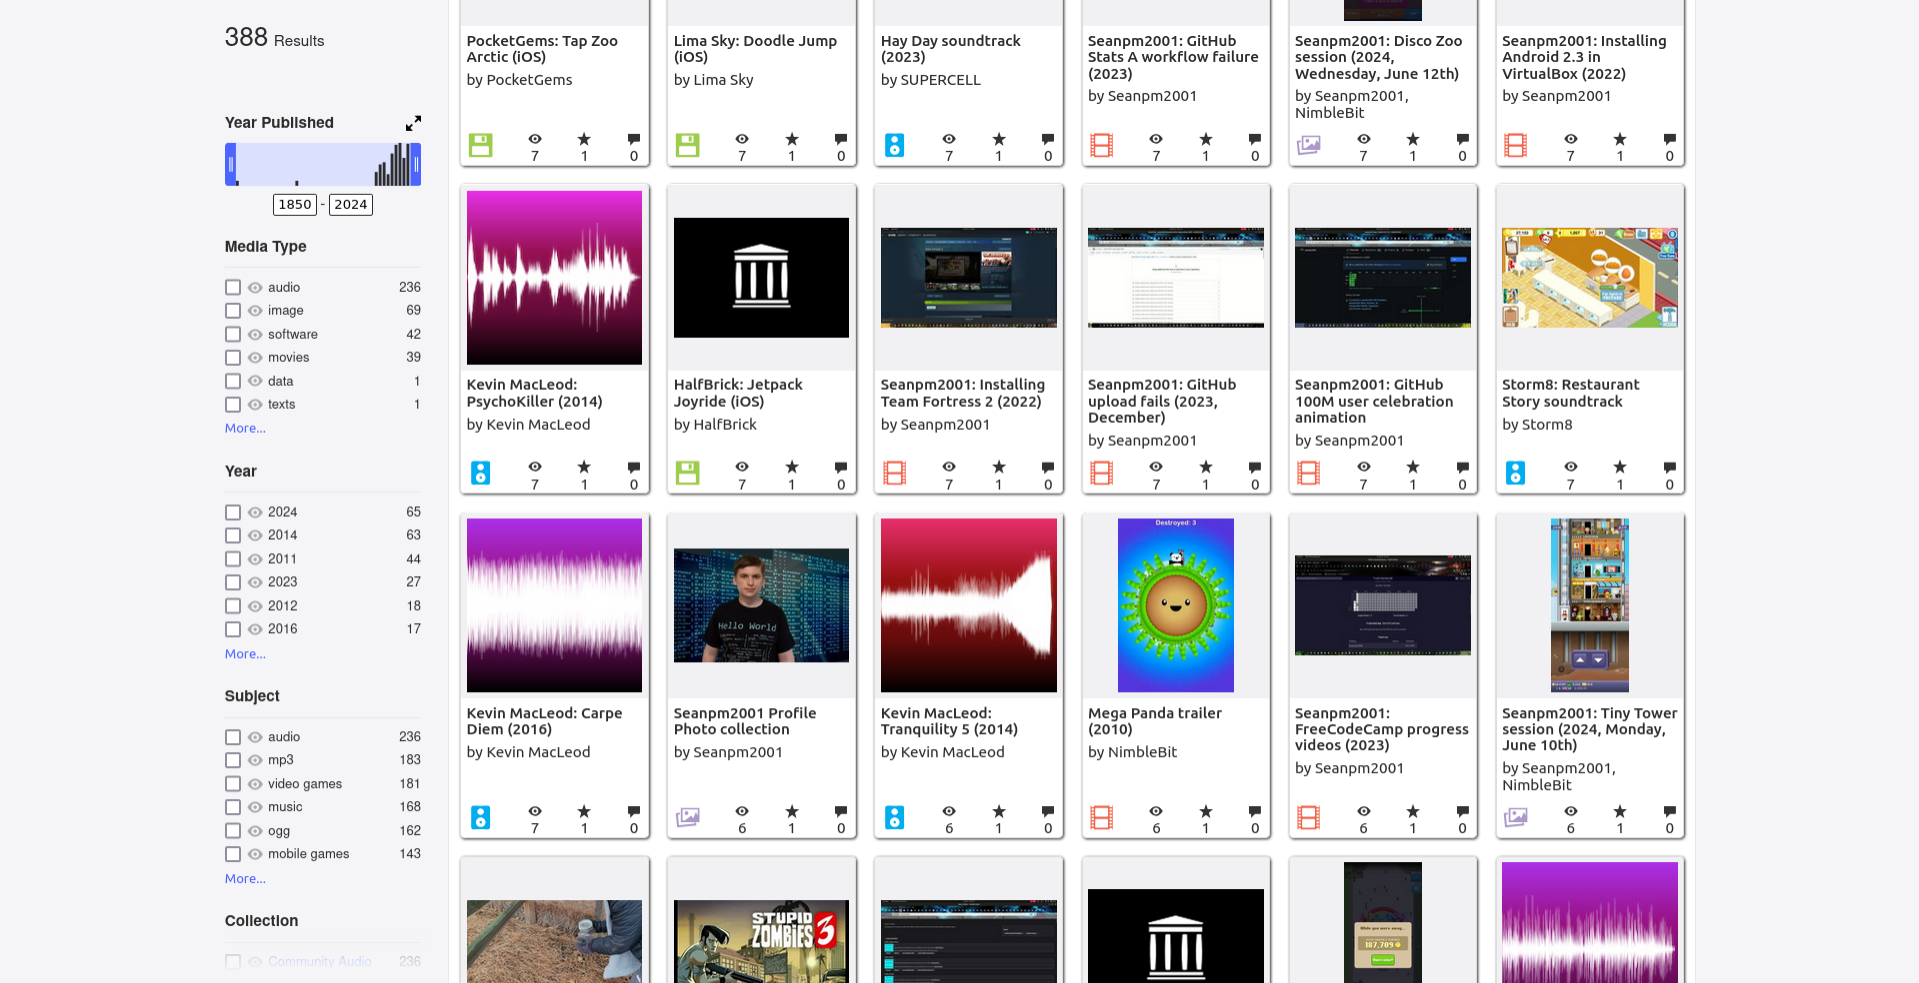 388 Results
Year Published
1850 - 2024
Media Type
audio 236
image 69
software 42
movies 39
data 1
texts 1
More...
Year
2024 65
2014 63
2011 44
2023 27
2012 18
2016 17
More...
Subject
audio 236
mp3 183
video games 181
music 168
ogg 162
mobile games 143
More...
Collection
Community Audio 236
PocketGems: Tap Zoo
Arctic (iOS)
by PocketGems
7 1 0
Lima Sky: Doodle Jump
(iOS)
by Lima Sky
7 1 0
Hay Day soundtrack
(2023)
by SUPERCELL
7 1 0
Seanpm2001: GitHub
Stats A workflow failure
(2023)
by Seanpm2001
7 1 0
Seanpm2001: Disco Zoo
session (2024,
Wednesday, June 12th)
by Seanpm2001,
NimbleBit
7 1 0
Seanpm2001: Installing
Android 2.3 in
VirtualBox (2022)
by Seanpm2001
7 1 0
Kevin MacLeod:
PsychoKiller (2014)
by Kevin MacLeod
7 1 0
HalfBrick: Jetpack
Joyride (iOS)
by HalfBrick
7 1 0
Seanpm2001: Installing
Team Fortress 2 (2022)
by Seanpm2001
7 1 0
Seanpm2001: GitHub
upload fails (2023,
December)
by Seanpm2001
7 1 0
Seanpm2001: GitHub
100M user celebration
animation
by Seanpm2001
7 1 0
Storm8: Restaurant
Story soundtrack
by Storm8
7 1 0
Kevin MacLeod: Carpe
Diem (2016)
by Kevin MacLeod
7 1 0
Hello World
Seanpm2001 Profile
Photo collection
by Seanpm2001
6 1 0
Kevin MacLeod:
Tranquility 5 (2014)
by Kevin MacLeod
6 1 0
Destroyed: 3
Mega Panda trailer
(2010)
by NimbleBit
6 1 0
Seanpm2001:
FreeCodeCamp progress
videos (2023)
by Seanpm2001
6 1 0
Seanpm2001: Tiny Tower
session (2024, Monday,
June 10th)
by Seanpm2001,
NimbleBit
6 1 0
STUPID
ZOMBIES 3
While you were away...
187,709